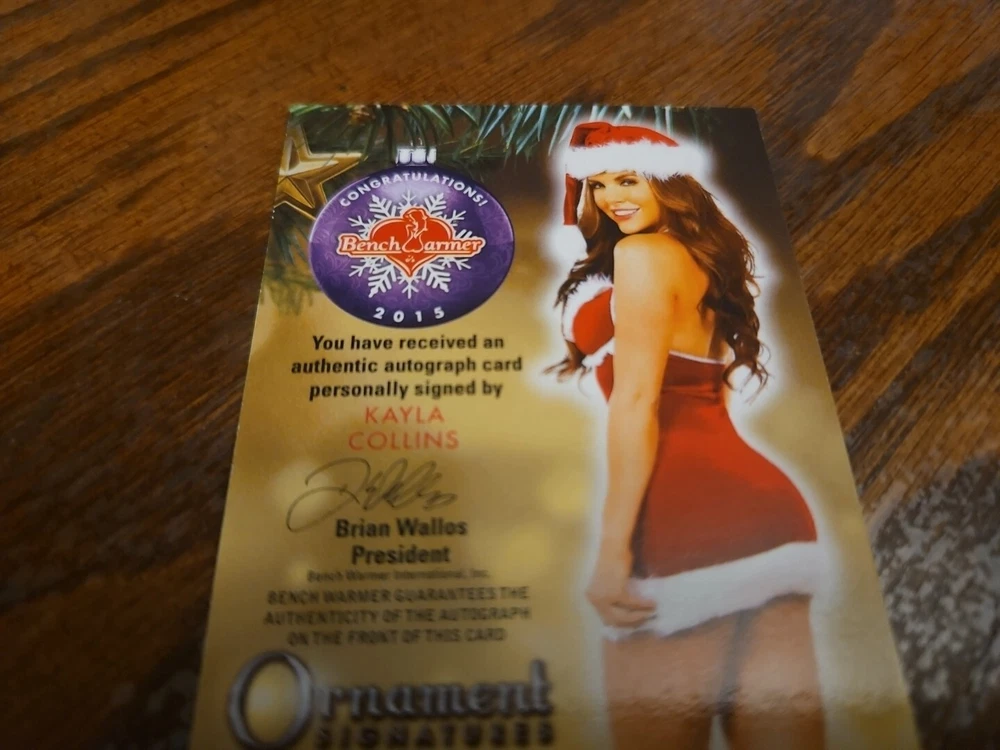 CONGRATULATIONS!
BenchWarmer
2015
You have received an
authentic autograph card
personally signed by
KAYLA
COLLINS
Brian Wallos
President
Bench Warmer International, Inc.
BENCH WARMER GUARANTEES THE
AUTHENTICITY OF THE AUTOGRAPH
ON THE FRONT OF THIS CARD
Ornament
SIGNATURES